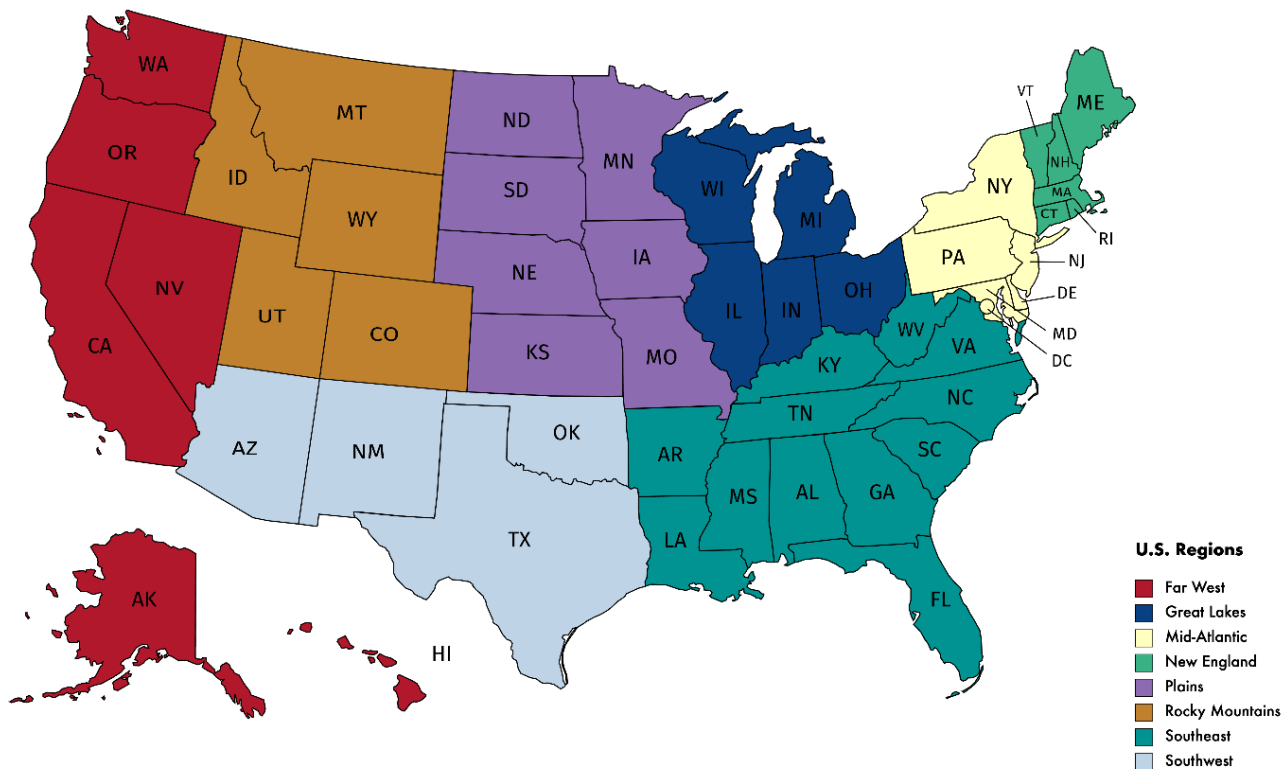 WA
MT
ND
MN
VT
ME
OR
ID
SD
WI
NH
NY
MA
WY
MI
CT
RI
IA
PA
NJ
NV
NE
OH
DE
UT
CO
IL
IN
WV
MD
CA
KS
MO
KY
VA
DC
TN
NC
AZ
NM
OK
AR
SC
MS
AL
GA
TX
LA
AK
FL
HI
U.S. Regions
Far West
Great Lakes
Mid-Atlantic
New England
Plains
Rocky Mountains
Southeast
Southwest